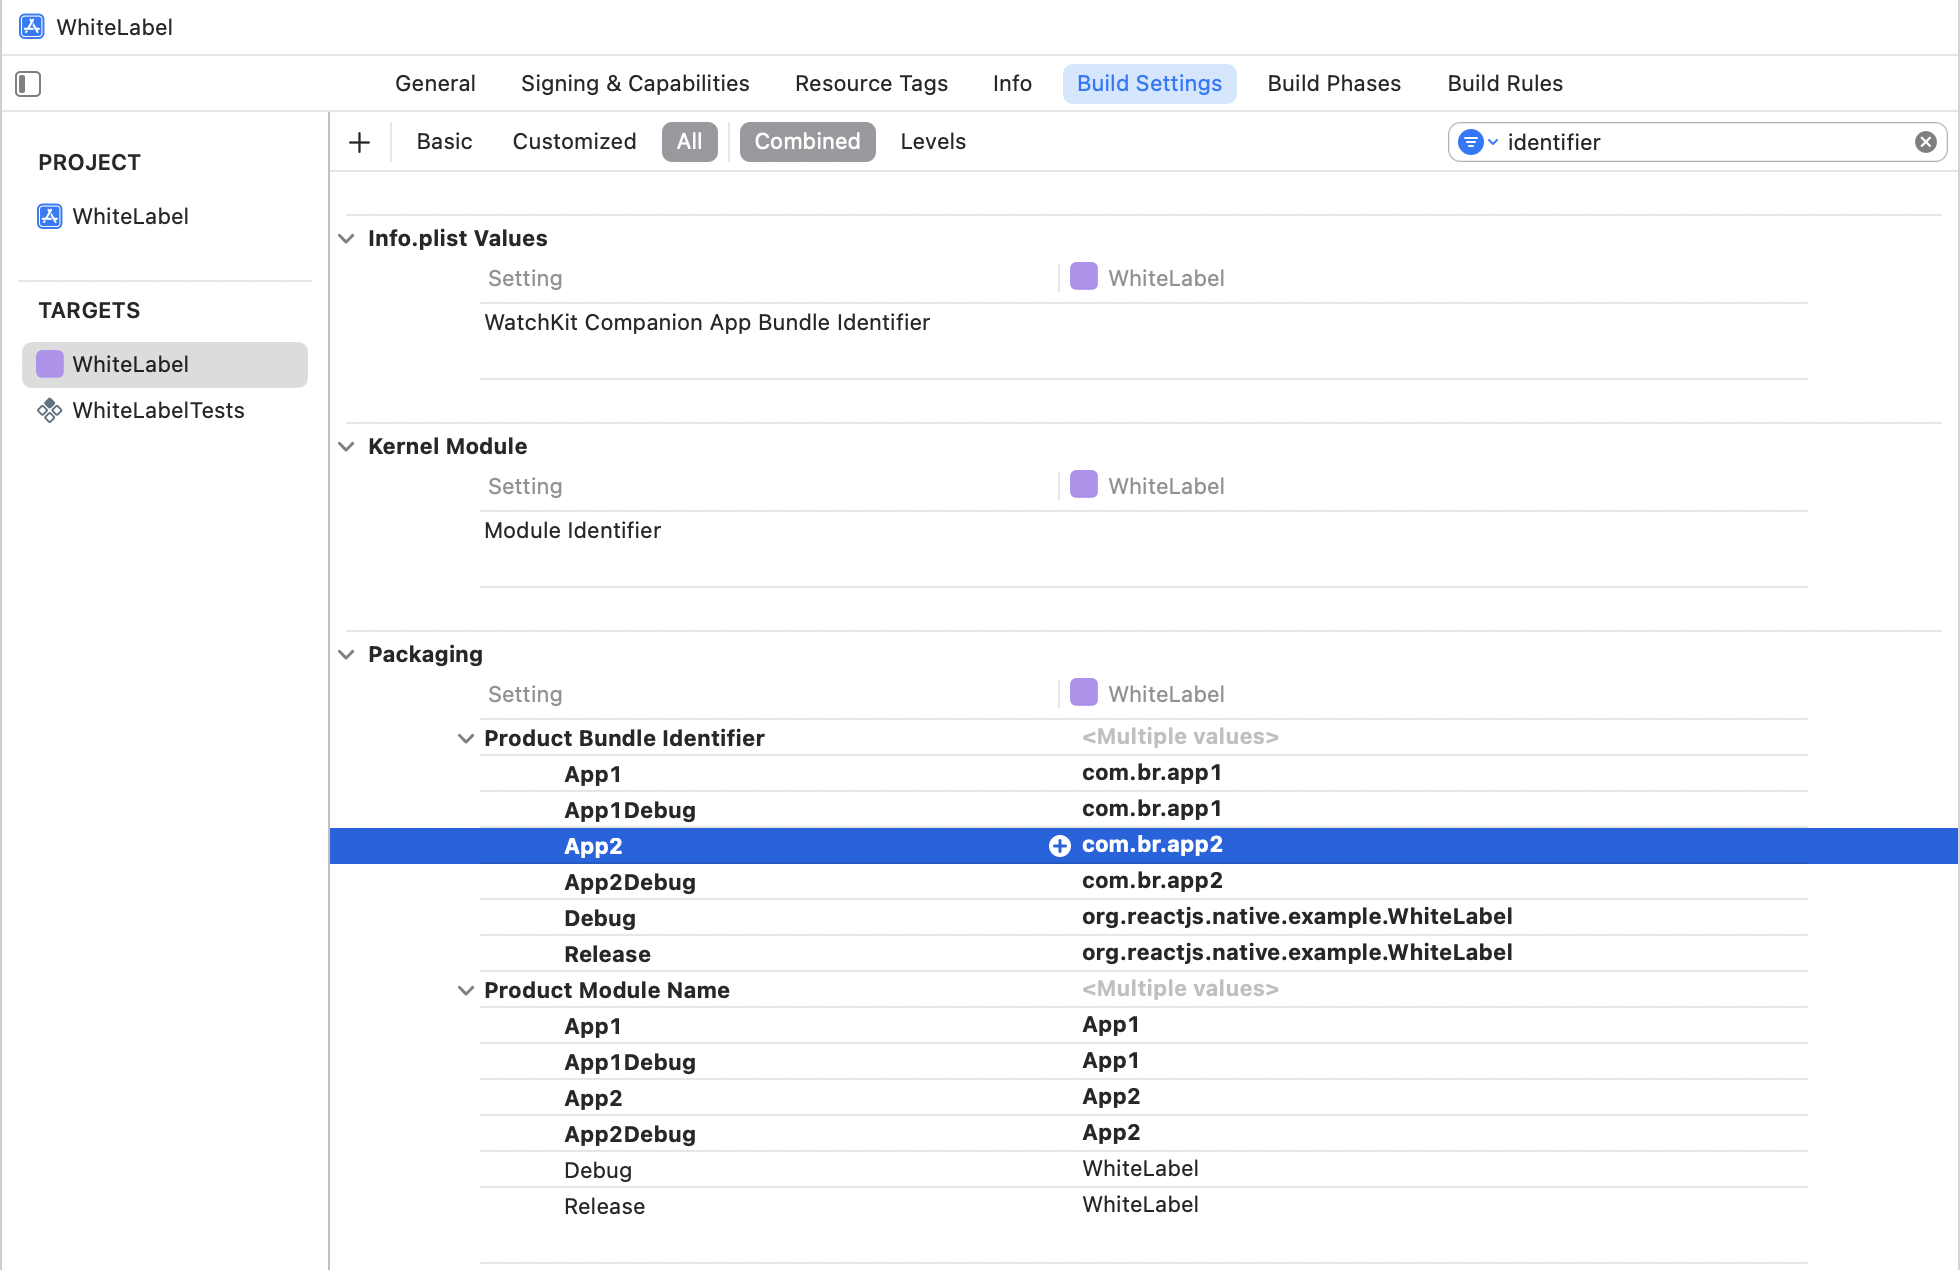 WhiteLabel
General Signing & Capabilities Resource Tags Info Build Settings Build Phases Build Rules
Basic Customized All Combined Levels identifier
PROJECT
WhiteLabel
TARGETS
WhiteLabel
WhiteLabelTests
Info.plist Values
Setting WhiteLabel
WatchKit Companion App Bundle Identifier
Kernel Module
Setting WhiteLabel
Module Identifier
Packaging
Setting WhiteLabel
Product Bundle Identifier <Multiple values>
App1 com.br.app1
App1Debug com.br.app1
App2 com.br.app2
App2Debug com.br.app2
Debug org.reactjs.native.example.WhiteLabel
Release org.reactjs.native.example.WhiteLabel
Product Module Name <Multiple values>
App1 App1
App1Debug App1
App2 App2
App2Debug App2
Debug WhiteLabel
Release WhiteLabel